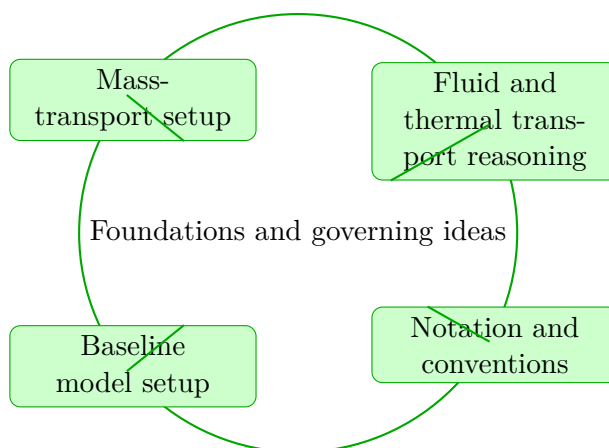 Mass-
transport setup
Fluid and
thermal trans-
port reasoning
Foundations and governing ideas
Baseline
model setup
Notation and
conventions